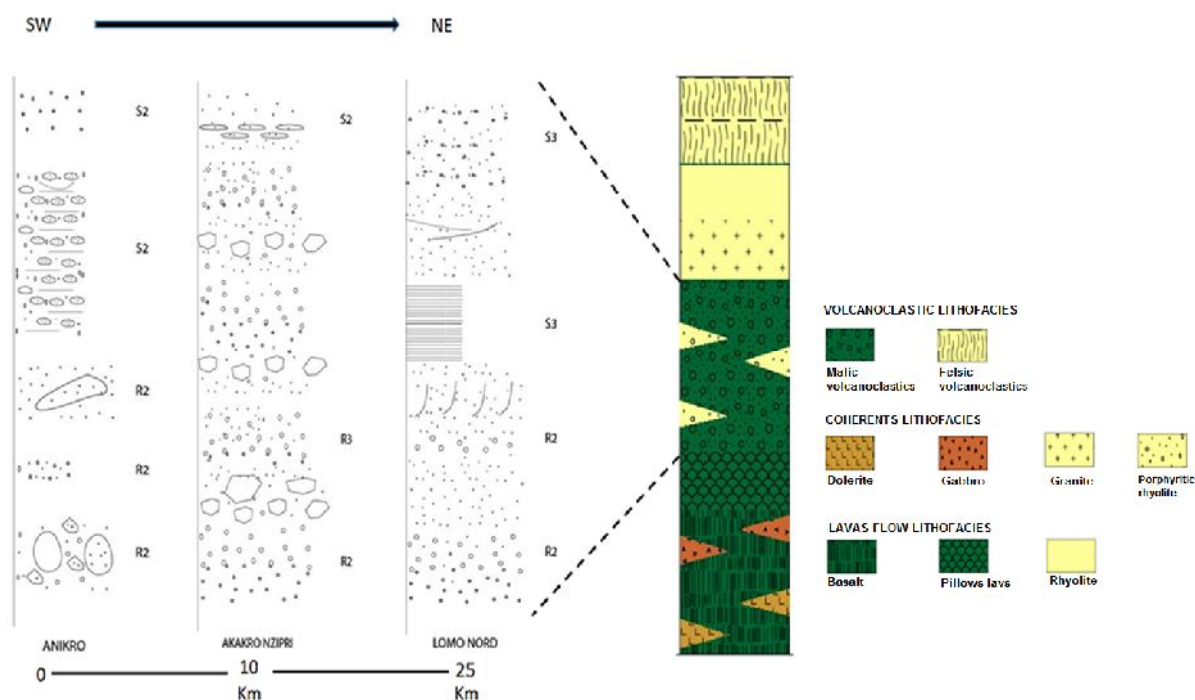 SW
NE
S2
S2
R2
R2
R2
ANIKRO
S2
R3
R2
AKAKRO NZIPRI
S3
S3
R2
R2
LOMO NORD
0
10
Km
25
Km
VOLCANOCLASTIC LITHOFACIES
Mafic
volcanoclastics
Felsic
volcanoclastics
COHERENTS LITHOFACIES
Dolerite
Gabbro
Granite
Porphyritic
rhyolite
LAVAS FLOW LITHOFACIES
Basalt
Pillows lavs
Rhyolite